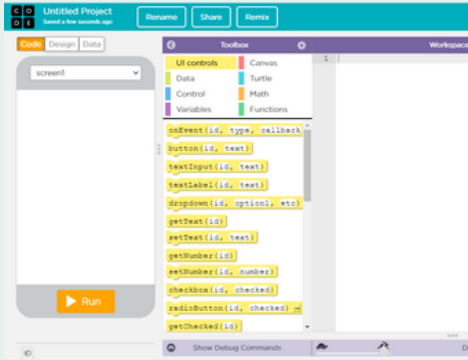 C O
D E
Untitled Project
Saved a few seconds ago
Rename
Share
Remix
Code
Design
Data
Toolbox
Workspace
screen1
UI controls
Canvas
Data
Turtle
Control
Math
Variables
Functions
1
onEvent(id, type, callback
button(id, text)
textInput(id, text)
textLabel(id, text)
dropdown(id, option1, etc)
getText(id)
setText(id, text)
getNumber(id)
setNumber(id, number)
checkbox(id, checked)
radioButton(id, checked)
getChecked(id)
Run
©
Show Debug Commands
D